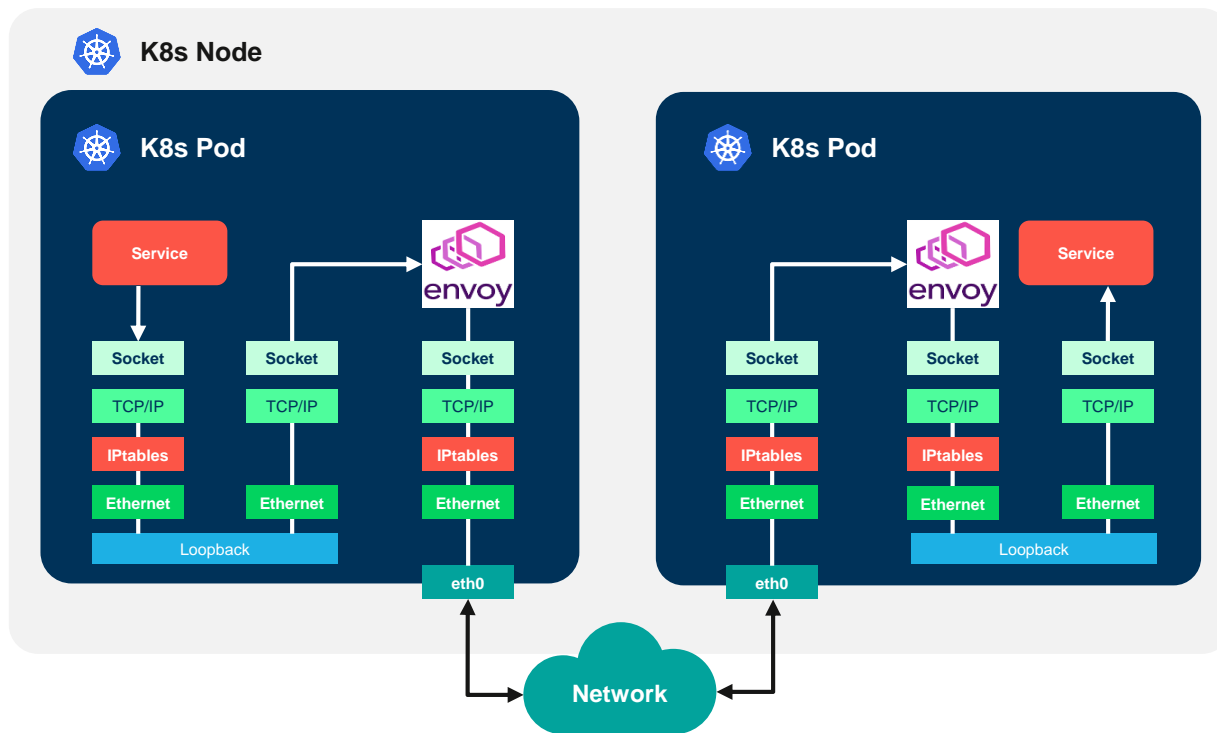 K8s Node
K8s Pod
Service
envoy
Socket
Socket
Socket
TCP/IP
TCP/IP
TCP/IP
IPtables
IPtables
Ethernet
Ethernet
Ethernet
Loopback
eth0
K8s Pod
envoy
Service
Socket
Socket
Socket
TCP/IP
TCP/IP
TCP/IP
IPtables
IPtables
Ethernet
Ethernet
Ethernet
Loopback
eth0
Network